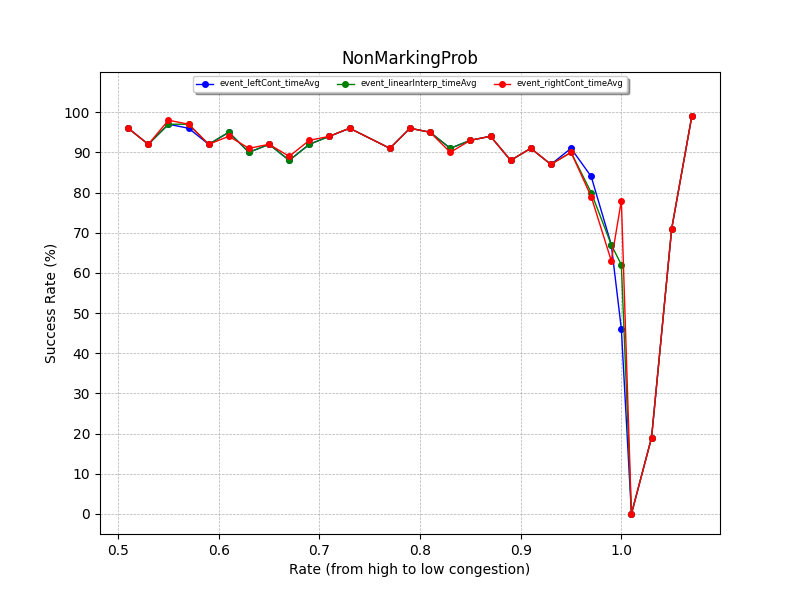 NonMarkingProb
event_leftCont_timeAvg event_linearInterp_timeAvg event_rightCont_timeAvg
100
90
80
70
60
50
40
30
20
10
0
Success Rate (%)
0.5 0.6 0.7 0.8 0.9 1.0
Rate (from high to low congestion)